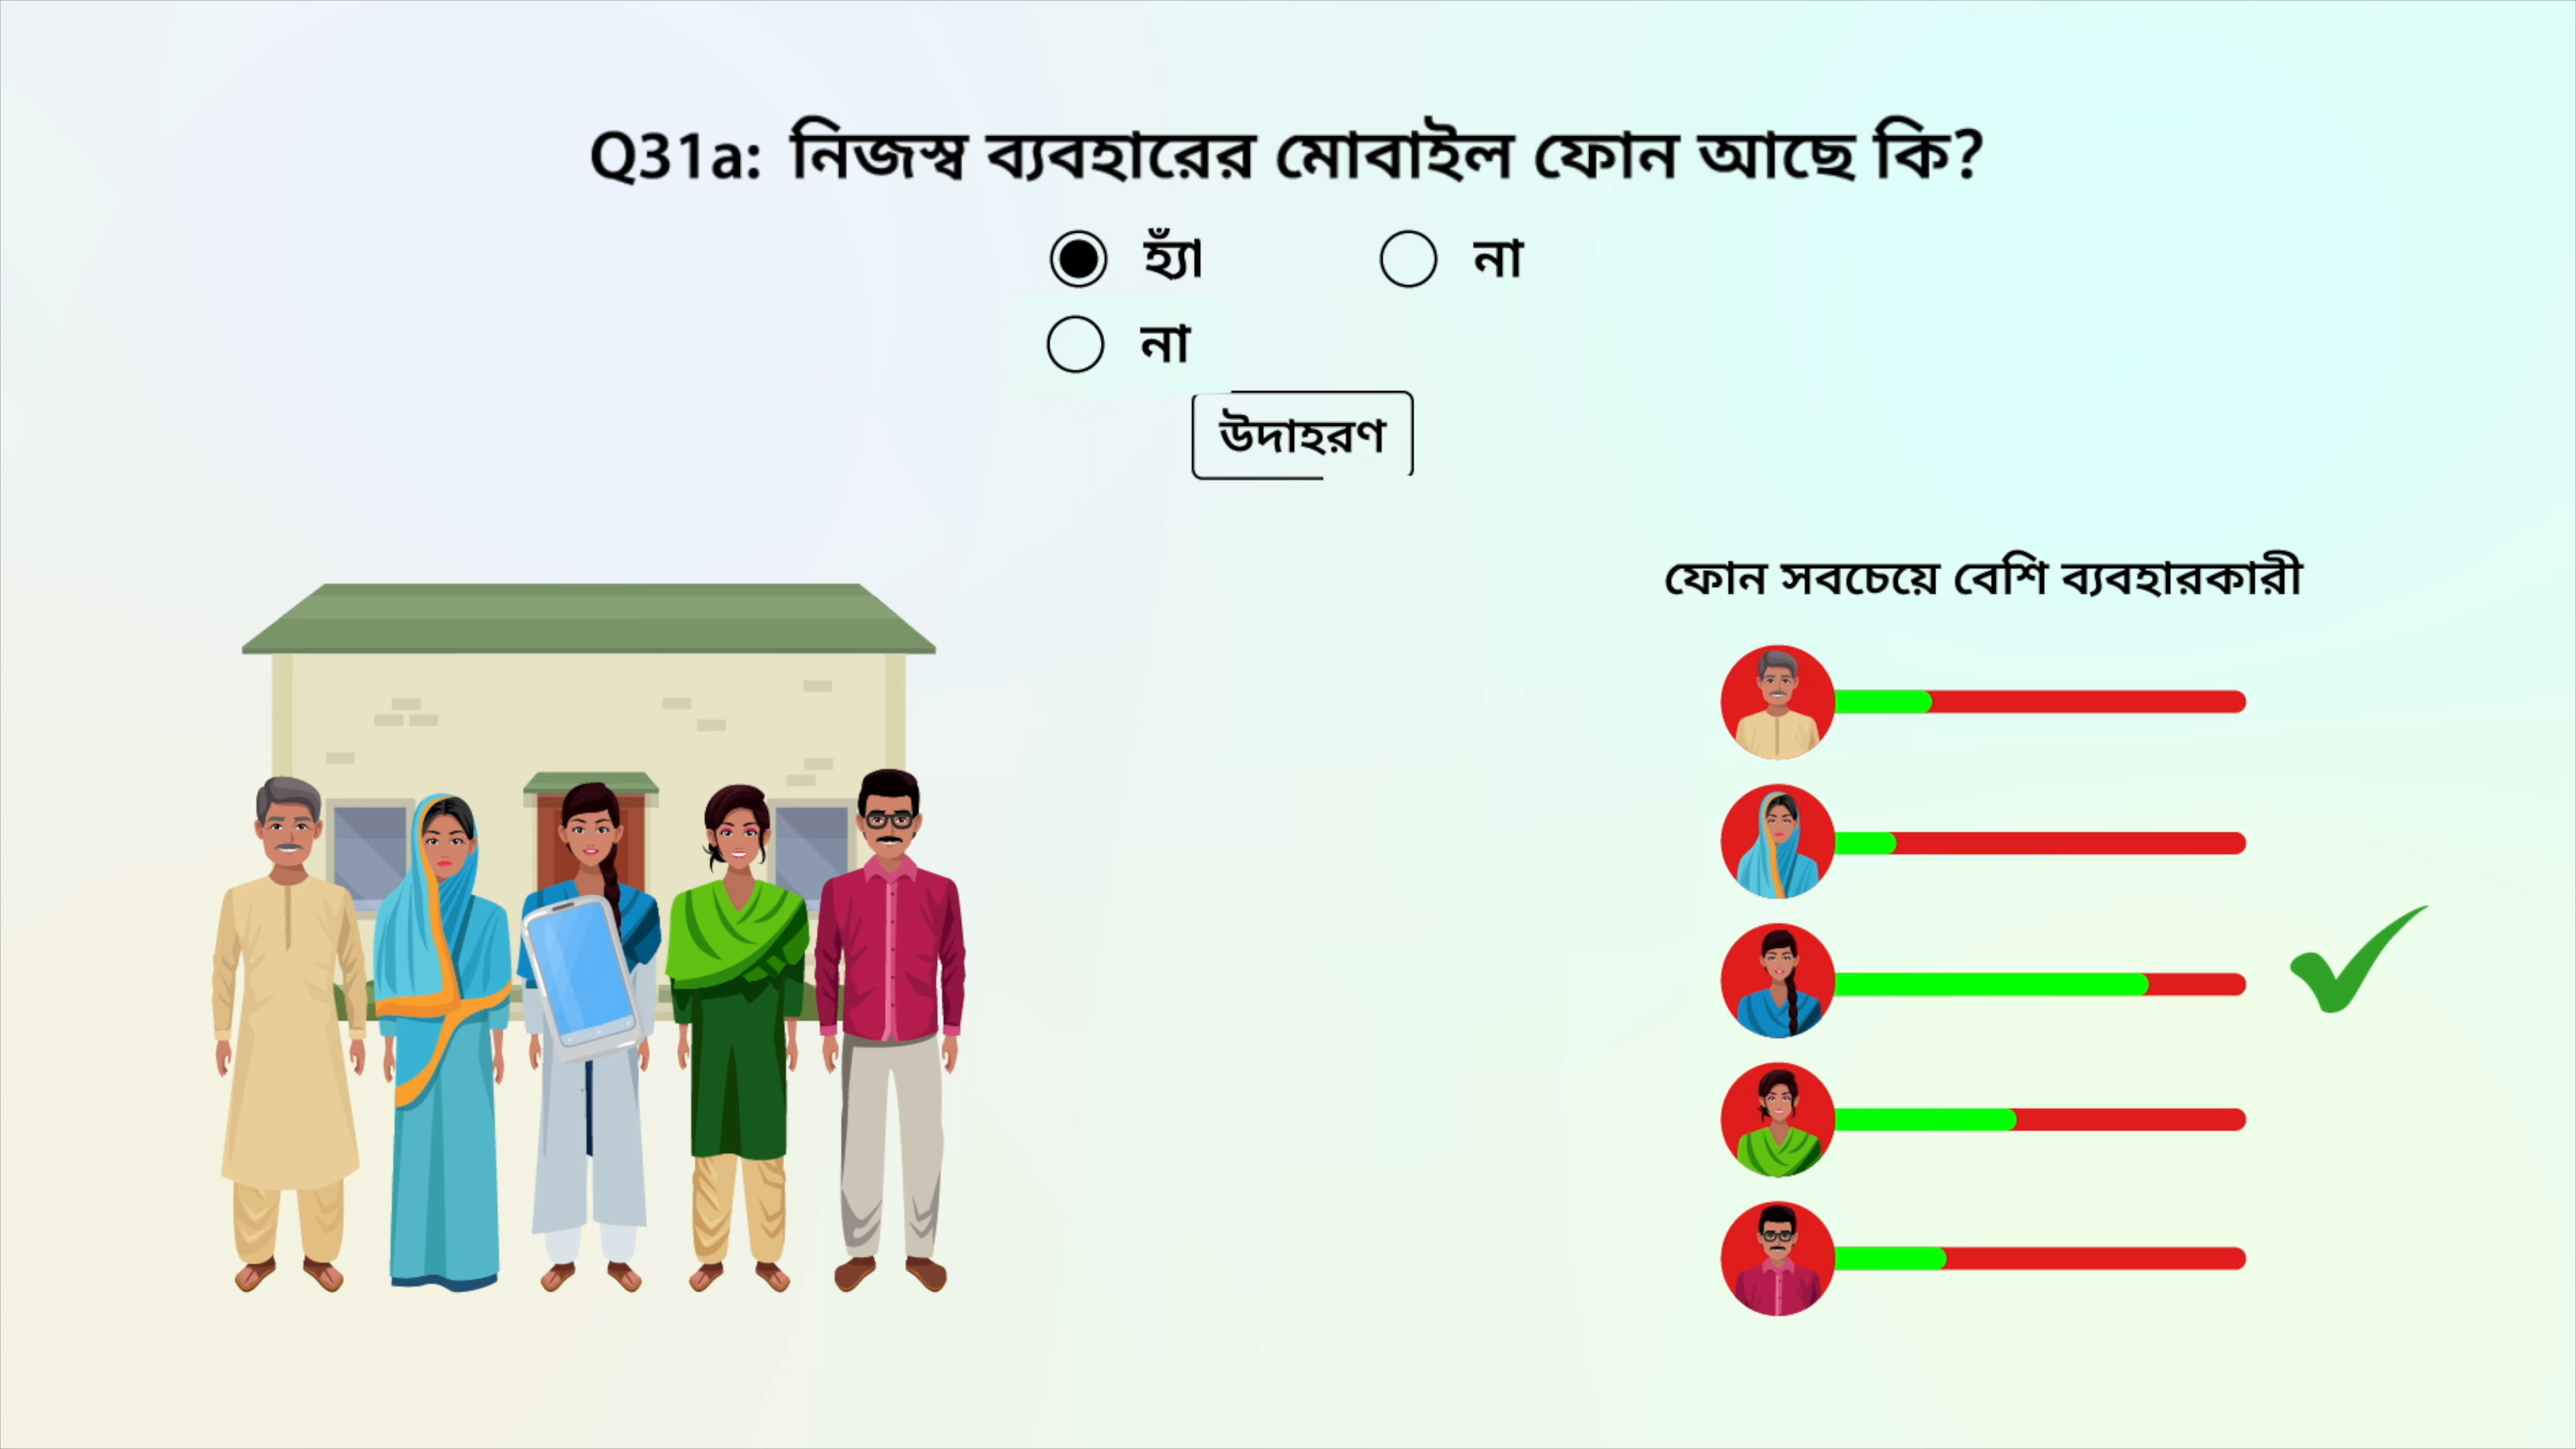 Q31a: নিজস্ব ব্যবহারের মোবাইল ফোন আছে কি?
হ্যাঁ না
না
উদাহরণ
ফোন সবচেয়ে বেশি ব্যবহারকারী